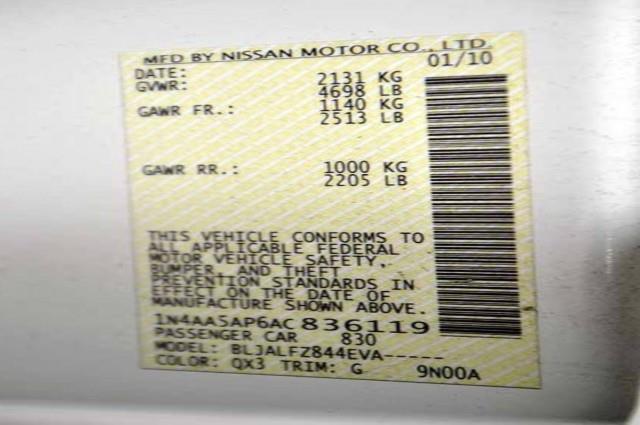 MFD BY NISSAN MOTOR CO., LTD.
DATE: 01/10
GVWR: 2131 KG
4698 LB
GAWR FR.: 1140 KG
2513 LB
GAWR RR.: 1000 KG
2205 LB
THIS VEHICLE CONFORMS TO
ALL APPLICABLE FEDERAL
MOTOR VEHICLE SAFETY,
BUMPER, AND THEFT
PREVENTION STANDARDS IN
EFFECT ON THE DATE OF
MANUFACTURE SHOWN ABOVE.
1N4AA5AP6AC836119
PASSENGER CAR 830
MODEL: BLJALFZ844EVA-----
COLOR: QX3 TRIM: G 9N00A